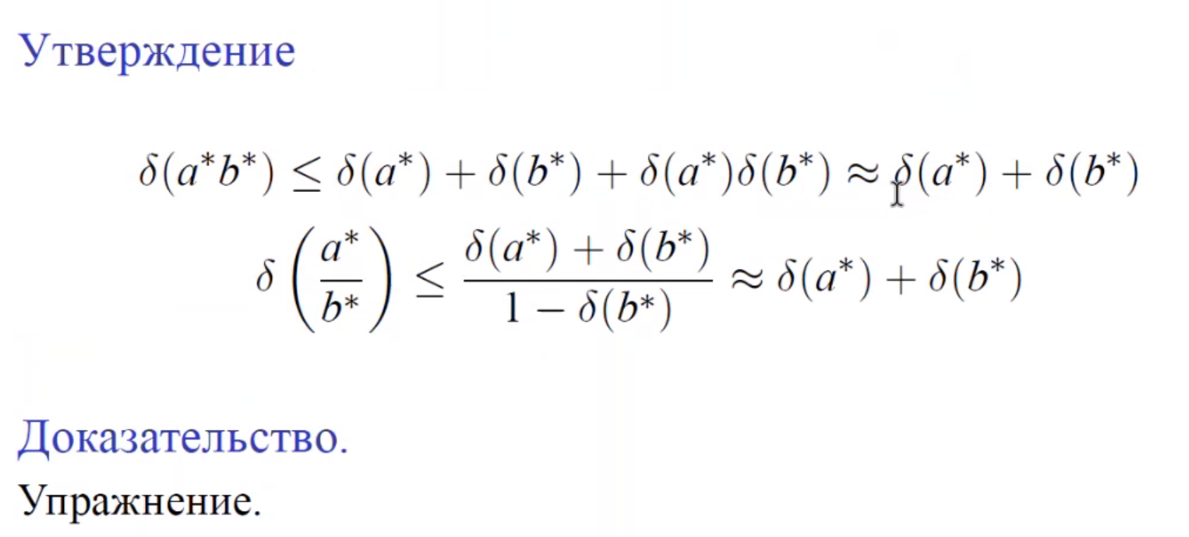 Утверждение
δ(a*b*) ≤ δ(a*) + δ(b*) + δ(a*)δ(b*) ≈ δ(a*) + δ(b*)
δ(a*/b*) ≤ (δ(a*) + δ(b*))/(1 − δ(b*)) ≈ δ(a*) + δ(b*)
Доказательство.
Упражнение.